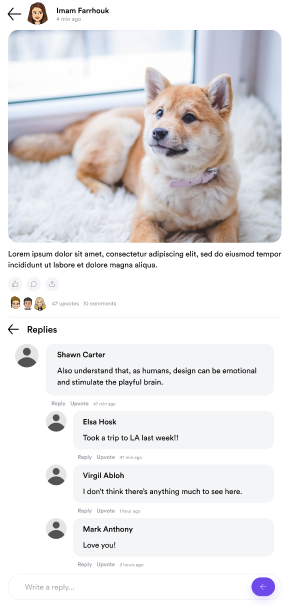 Imam Farrhouk
4 min ago
Lorem ipsum dolor sit amet, consectetur adipiscing elit, sed do eiusmod tempor
incididunt ut labore et dolore magna aliqua.
47 upvotes · 10 comments
Replies
Shawn Carter
Also understand that, as humans, design can be emotional
and stimulate the playful brain.
Reply Upvote 47 min ago
Elsa Hosk
Took a trip to LA last week!!
Reply Upvote 47 min ago
Virgil Abloh
I don't think there's anything much to see here.
Reply Upvote 1 hour ago
Mark Anthony
Love you!
Reply Upvote 2 hours ago
Write a reply...